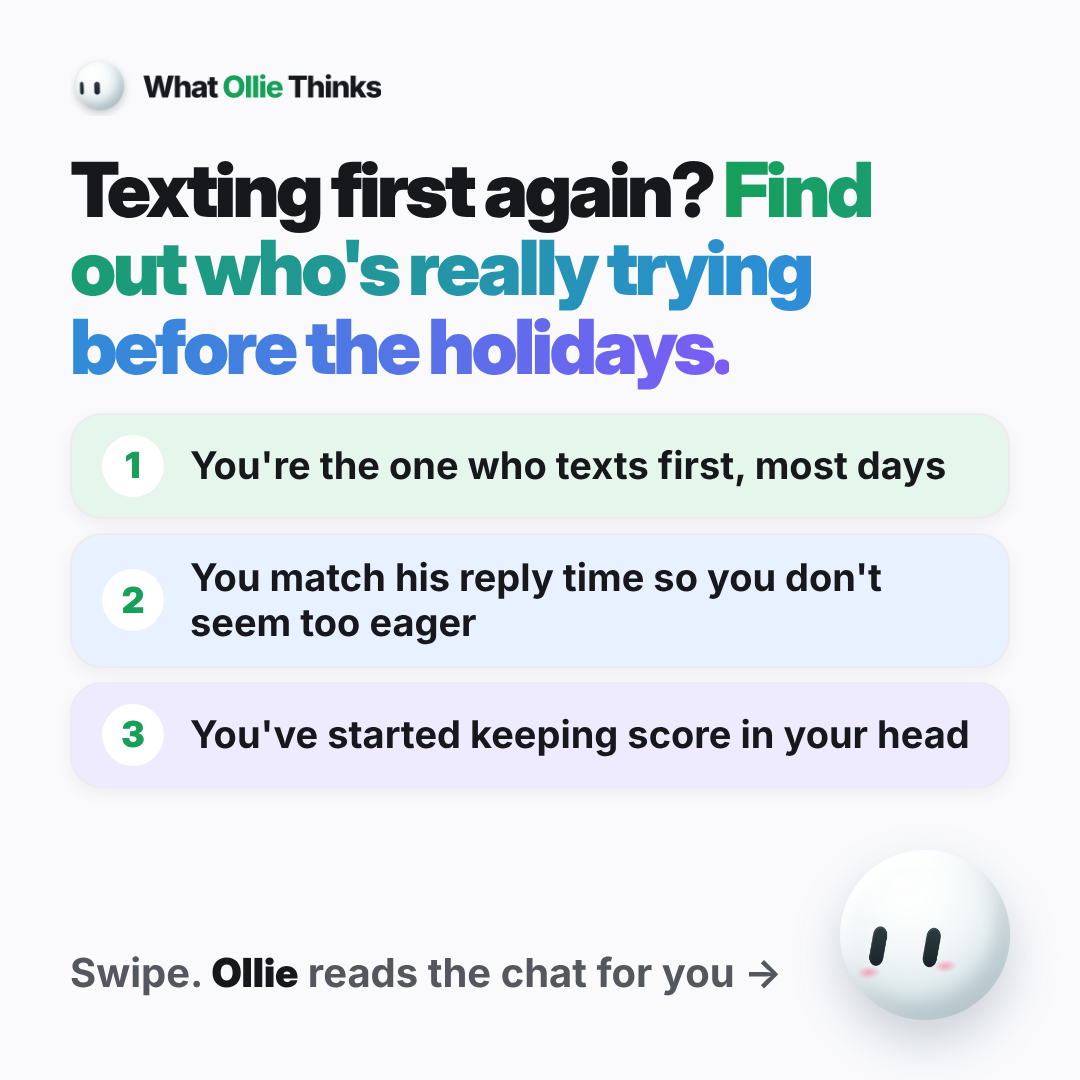 What Ollie Thinks
Texting first again? Find
out who's really trying
before the holidays.
1 You're the one who texts first, most days
2 You match his reply time so you don't
seem too eager
3 You've started keeping score in your head
Swipe. Ollie reads the chat for you →